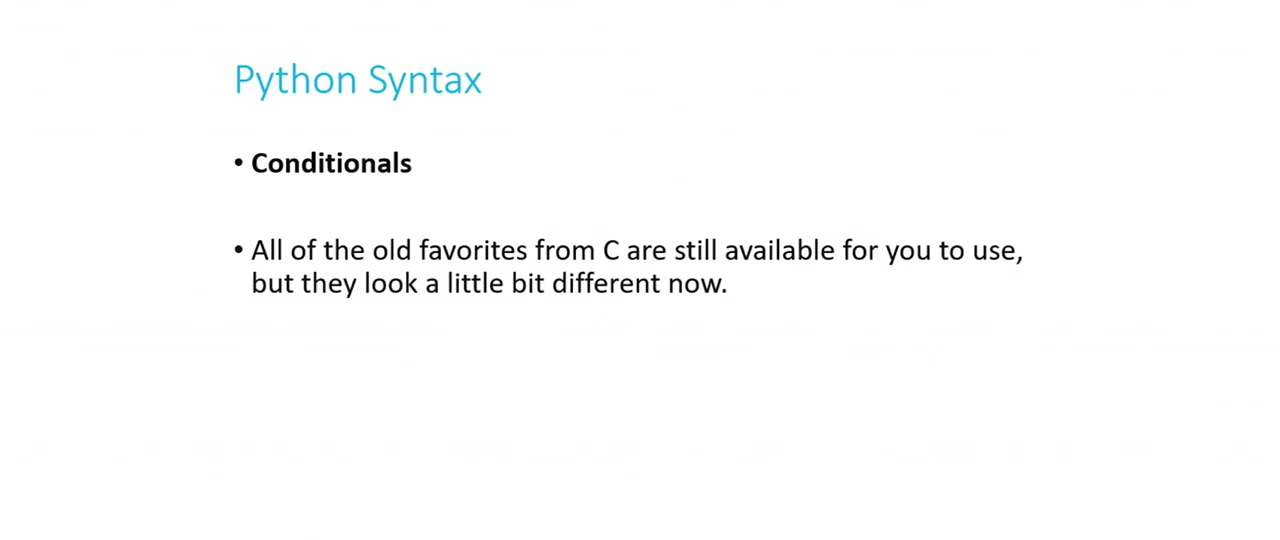 Python Syntax
• Conditionals
• All of the old favorites from C are still available for you to use,
but they look a little bit different now.